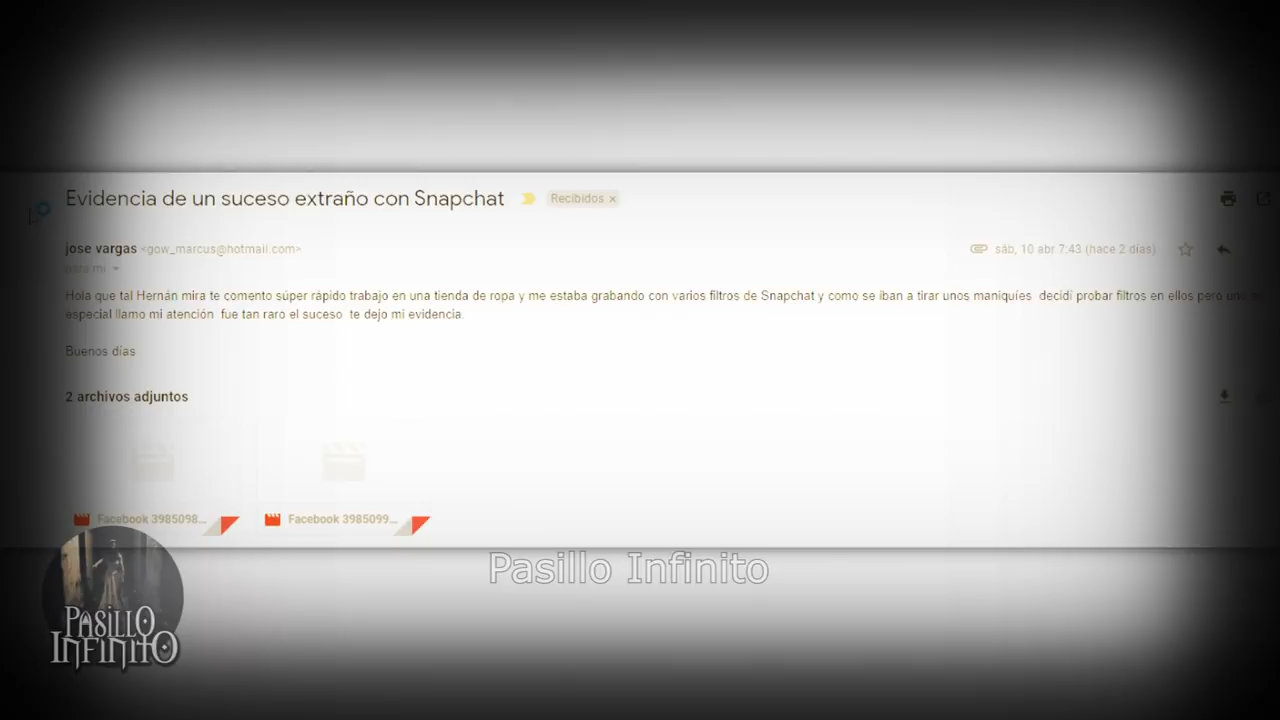 Evidencia de un suceso extraño con Snapchat Recibidos ×
jose vargas <gow_marcus@hotmail.com> sáb, 10 abr 7:43 (hace 2 días)
para mi
Hola que tal Hernán mira te comento súper rápido trabajo en una tienda de ropa y me estaba grabando con varios filtros de Snapchat y como se iban a tirar unos maniquíes decidí probar filtros en ellos pero
especial llamo mi atención fue tan raro el suceso te dejo mi evidencia
Buenos días
2 archivos adjuntos
Facebook 3985098... Facebook 3985099...
Pasillo Infinito
PASILLO
INFINITO